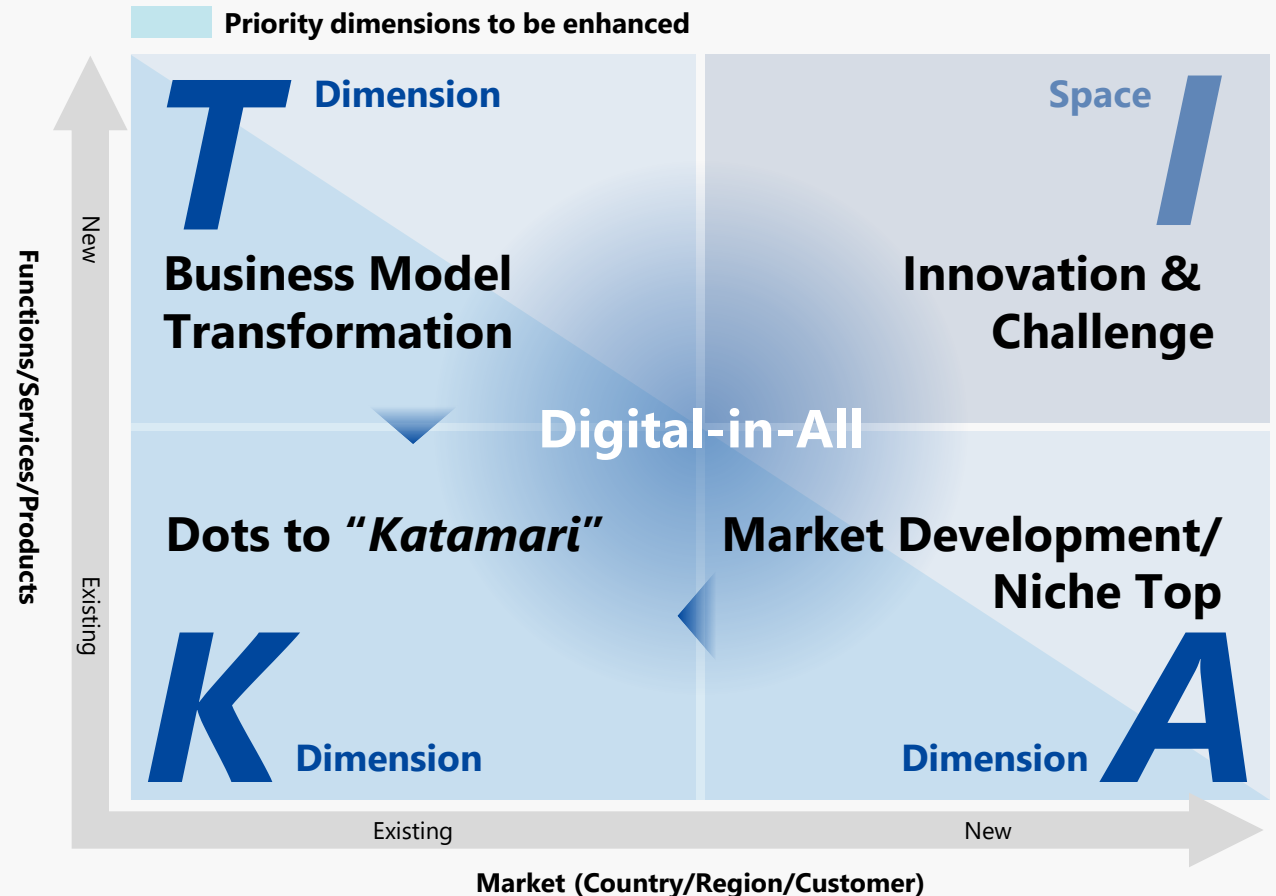 Priority dimensions to be enhanced
T Dimension
Space I
Business Model
Transformation
Innovation &
Challenge
Digital-in-All
Dots to “Katamari”
Market Development/
Niche Top
K Dimension
Dimension A
New
Existing
Functions/Services/Products
Existing
New
Market (Country/Region/Customer)